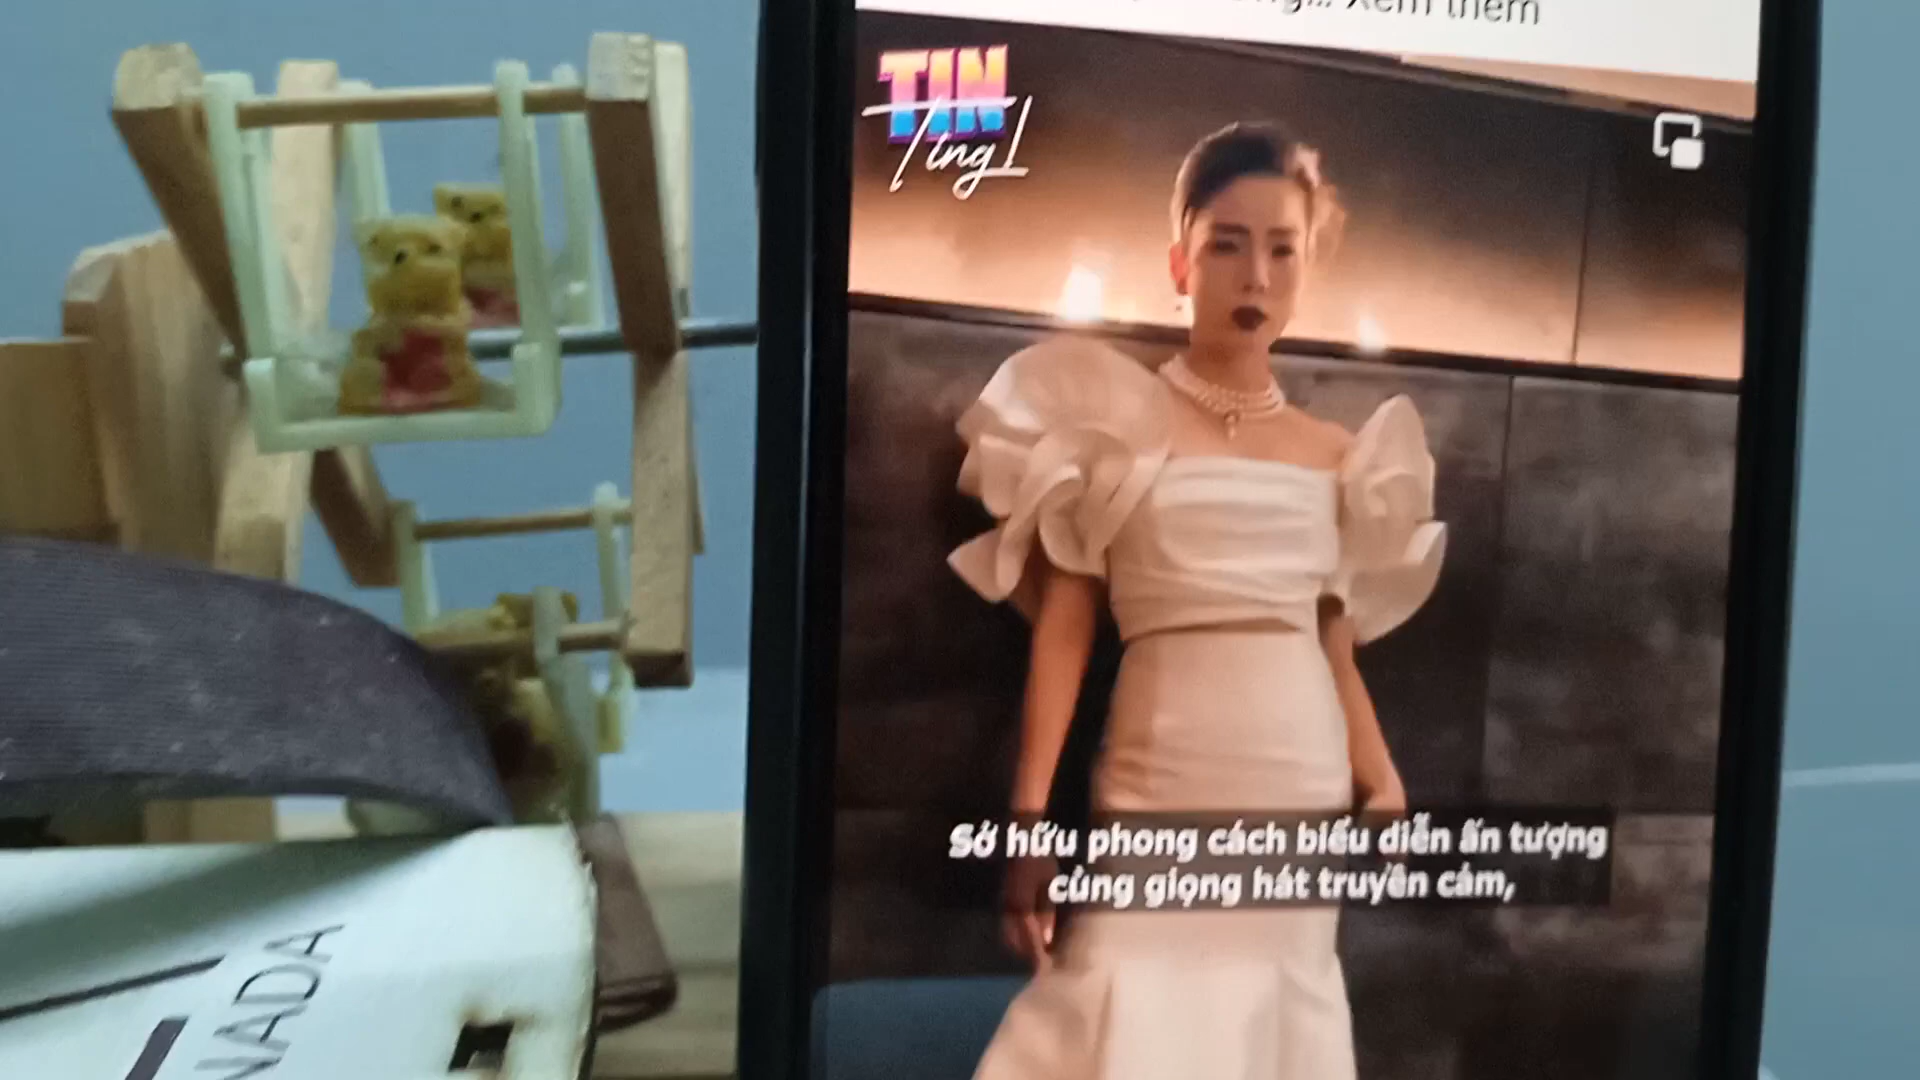 Xem thêm
TIN
Ting!
Sở hữu phong cách biểu diễn ấn tượng
cùng giọng hát truyền cảm,
NADA